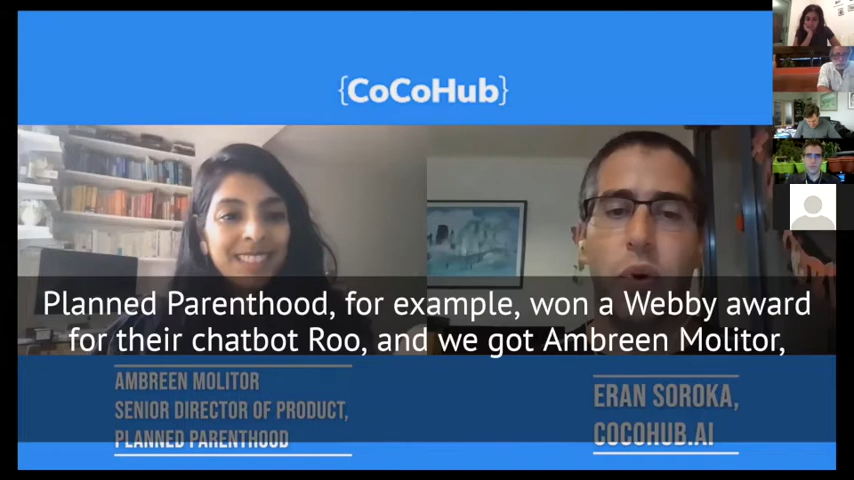 {CoCoHub}
Planned Parenthood, for example, won a Webby award
for their chatbot Roo, and we got Ambreen Molitor,
AMBREEN MOLITOR
SENIOR DIRECTOR OF PRODUCT,
PLANNED PARENTHOOD
ERAN SOROKA,
COCOHUB.AI